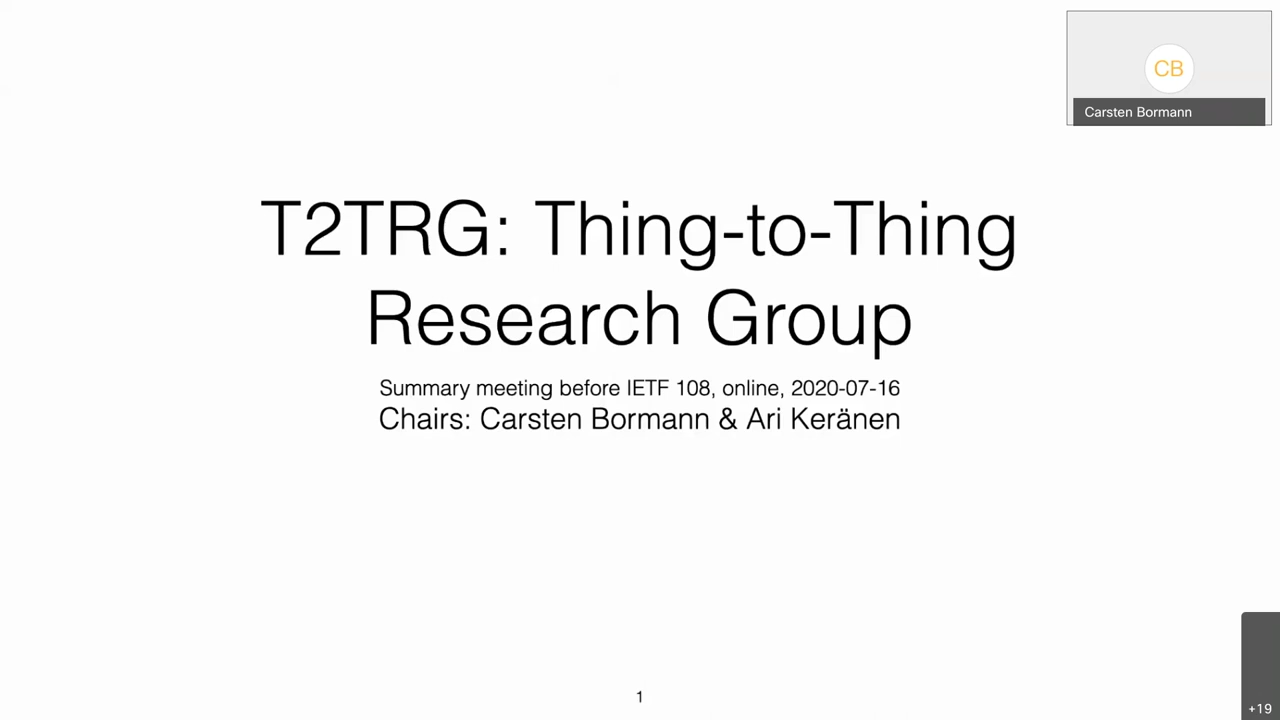 CB
Carsten Bormann
T2TRG: Thing-to-Thing
Research Group
Summary meeting before IETF 108, online, 2020-07-16
Chairs: Carsten Bormann & Ari Keränen
1
+19